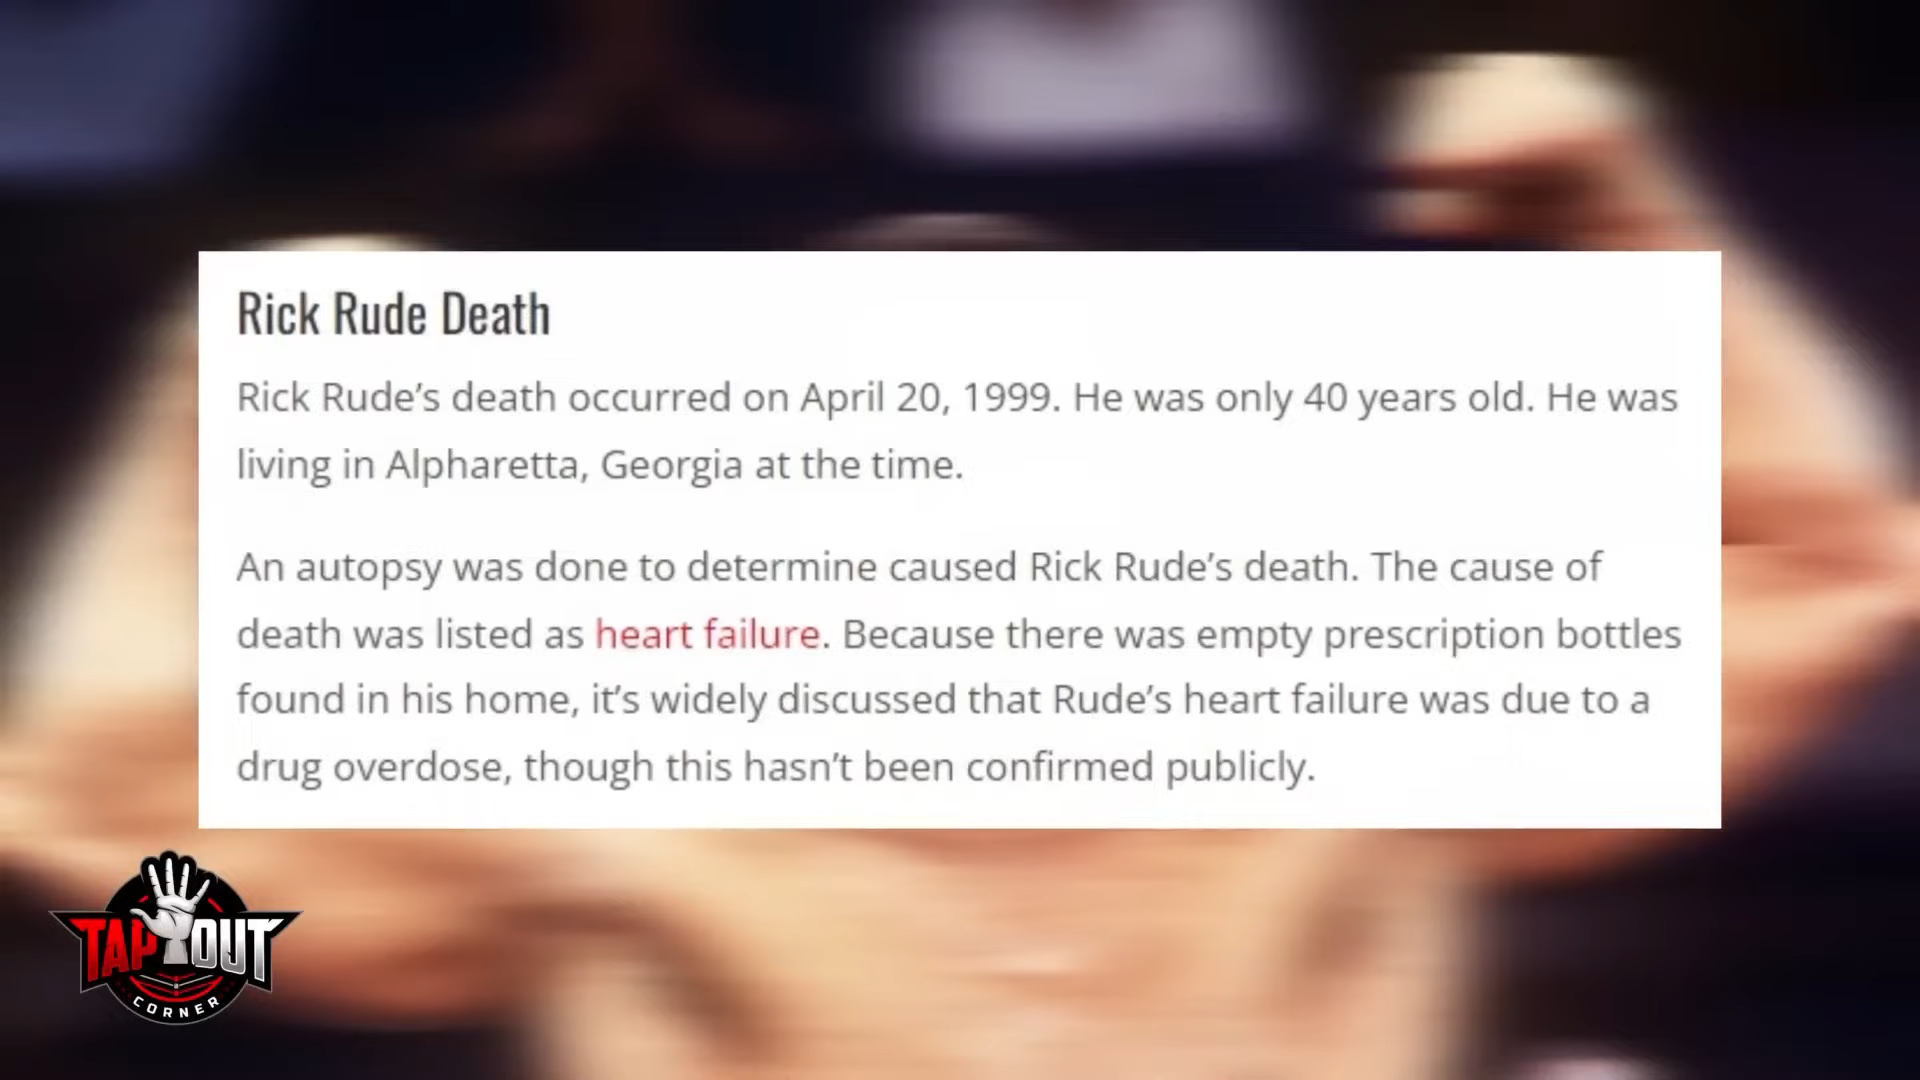 Rick Rude Death
Rick Rude’s death occurred on April 20, 1999. He was only 40 years old. He was
living in Alpharetta, Georgia at the time.
An autopsy was done to determine caused Rick Rude’s death. The cause of
death was listed as heart failure. Because there was empty prescription bottles
found in his home, it’s widely discussed that Rude’s heart failure was due to a
drug overdose, though this hasn’t been confirmed publicly.
TAP OUT
CORNER